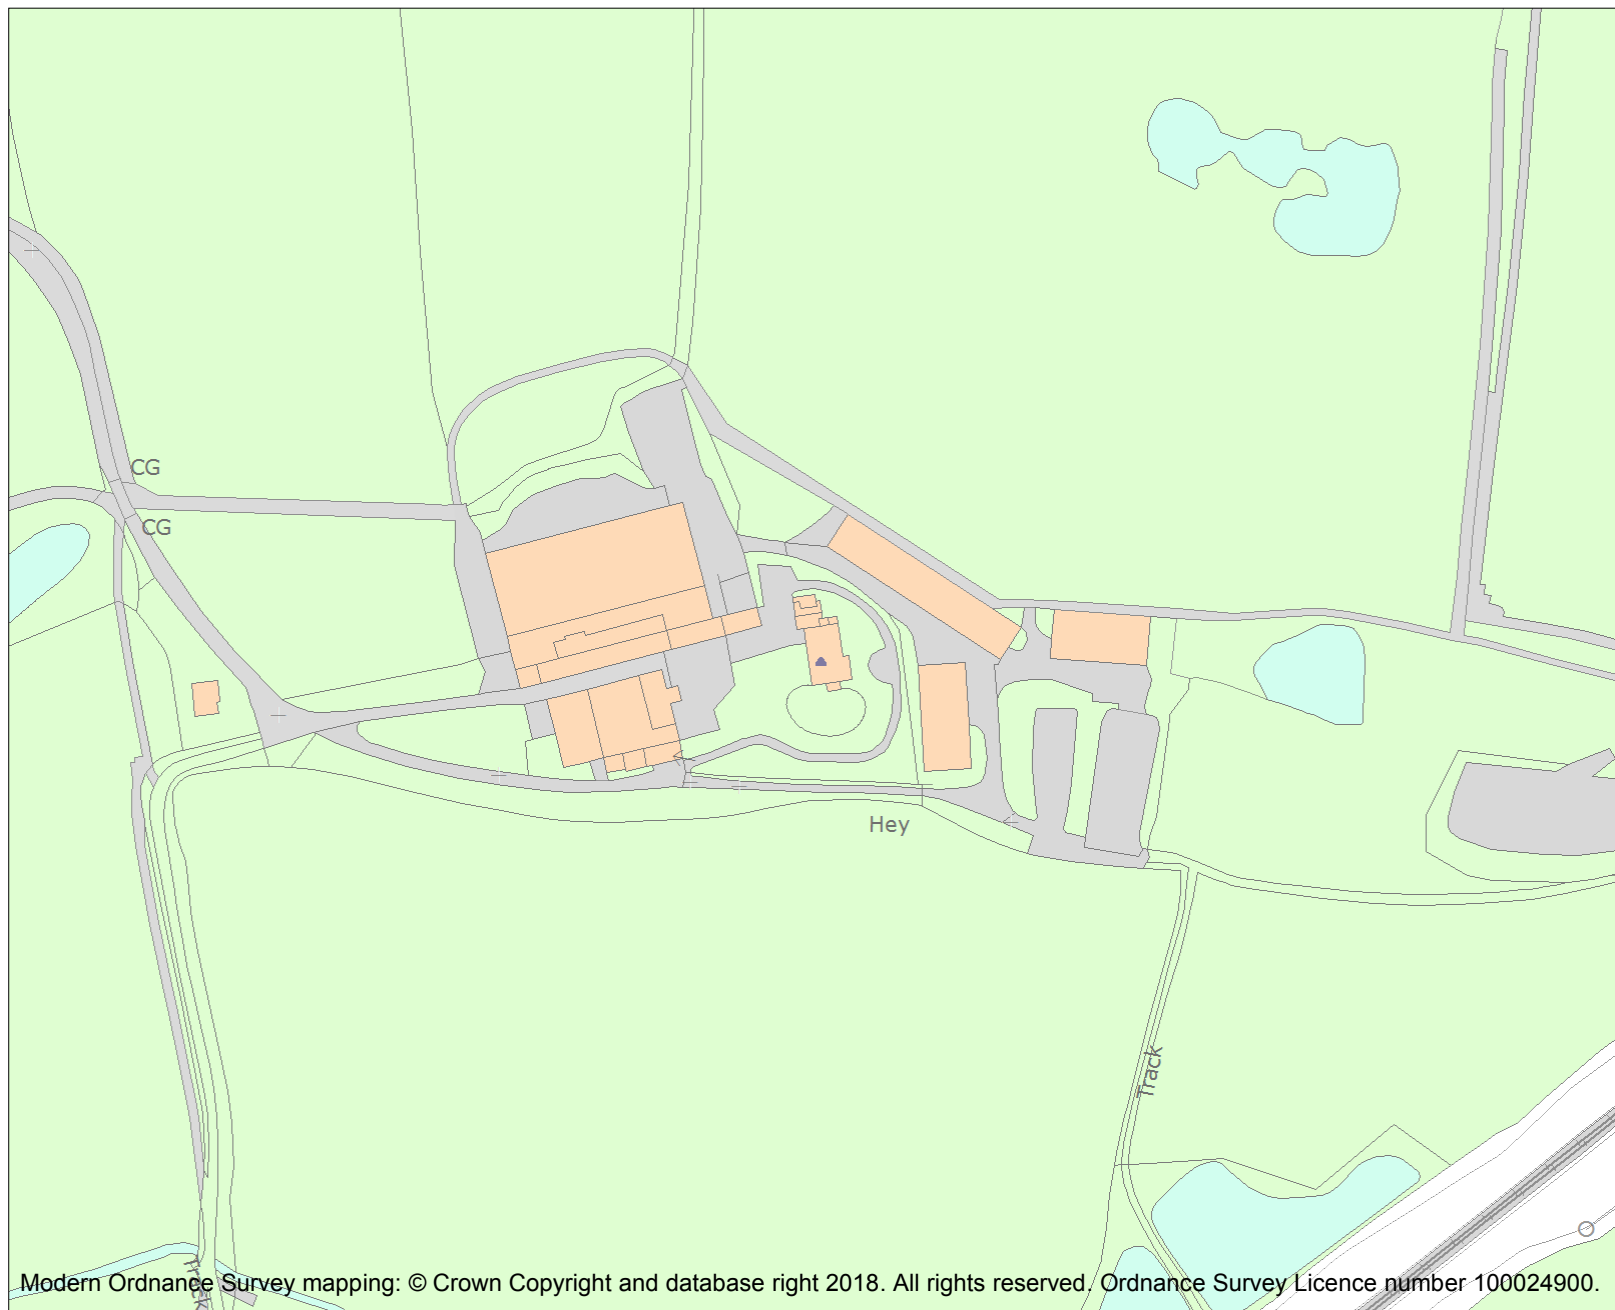 CG
CG
Hey
Track
Track
Modern Ordnance Survey mapping: © Crown Copyright and database right 2018. All rights reserved. Ordnance Survey Licence number 100024900.